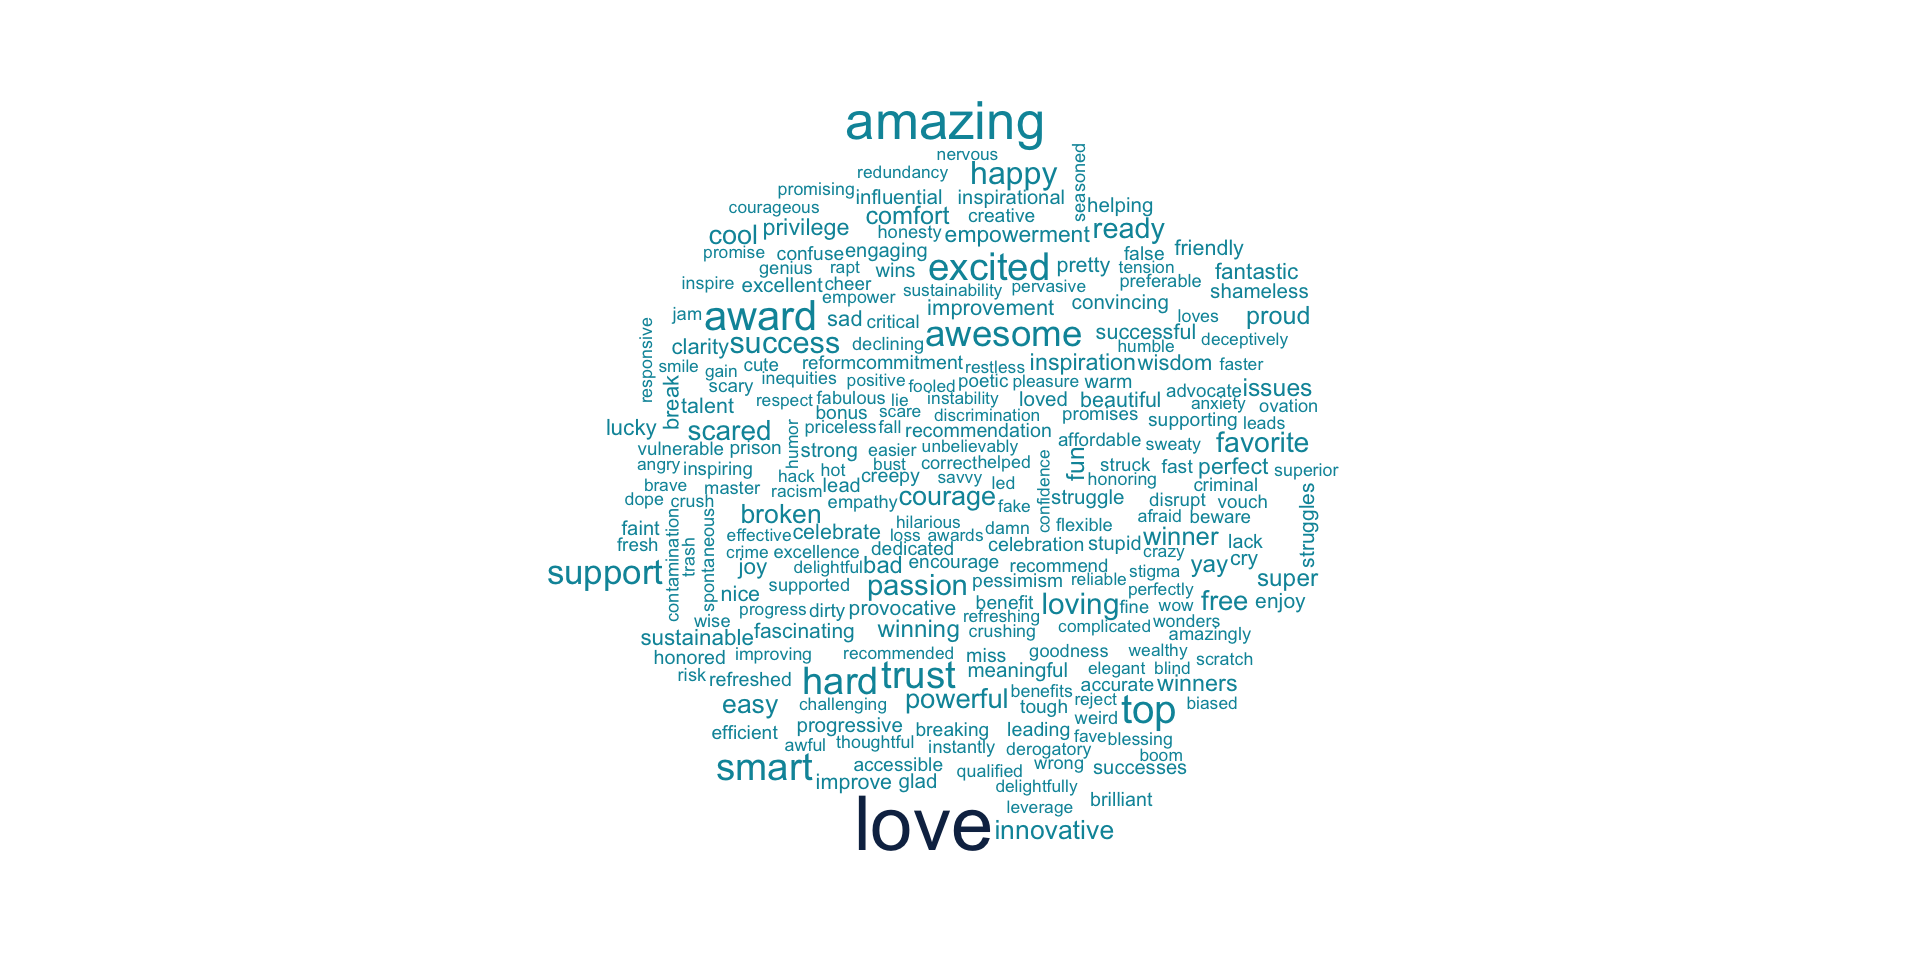 amazing
nervous
redundancy
happy
seasoned
promising
influential
inspirational
helping
courageous
comfort
creative
cool
privilege
honesty
empowerment
ready
promise
confuse
engaging
false
friendly
genius
rapt
wins
excited
pretty
tension
fantastic
inspire
excellent
cheer
empower
sustainability
pervasive
preferable
shameless
jam
award
sad
critical
improvement
convincing
loves
proud
responsive
clarity
success
declining
awesome
successful
humble
deceptively
smile
gain
cute
reform
commitment
restless
inspiration
wisdom
faster
break
scary
inequities
positive
fooled
poetic
pleasure
warm
advocate
issues
talent
respect
fabulous
lie
instability
loved
beautiful
anxiety
ovation
bonus
scare
discrimination
promises
supporting
leads
lucky
scared
humor
priceless
fall
recommendation
affordable
sweaty
favorite
vulnerable
prison
strong
easier
unbelievably
fun
angry
inspiring
hack
hot
bust
correct
helped
confidence
struck
fast
perfect
superior
brave
master
racism
lead
creepy
savvy
led
honoring
criminal
dope
crush
empathy
courage
fake
struggle
disrupt
vouch
struggles
faint
contamination
spontaneous
broken
hilarious
damn
flexible
afraid
beware
fresh
trash
effective
celebrate
loss
awards
celebration
stupid
winner
lack
crime
excellence
dedicated
crazy
support
joy
delightful
bad
encourage
recommend
stigma
yay
cry
nice
supported
passion
pessimism
reliable
perfectly
super
wise
progress
dirty
provocative
benefit
loving
fine
wow
free
enjoy
refreshing
sustainable
fascinating
winning
crushing
complicated
wonders
amazingly
honored
improving
recommended
miss
goodness
wealthy
scratch
risk
refreshed
hard
trust
meaningful
elegant
blind
easy
challenging
powerful
benefits
accurate
winners
tough
reject
top
biased
efficient
progressive
breaking
leading
weird
awful
thoughtful
instantly
derogatory
fave
blessing
smart
accessible
qualified
wrong
boom
successes
improve
glad
delightfully
love
leverage
brilliant
innovative